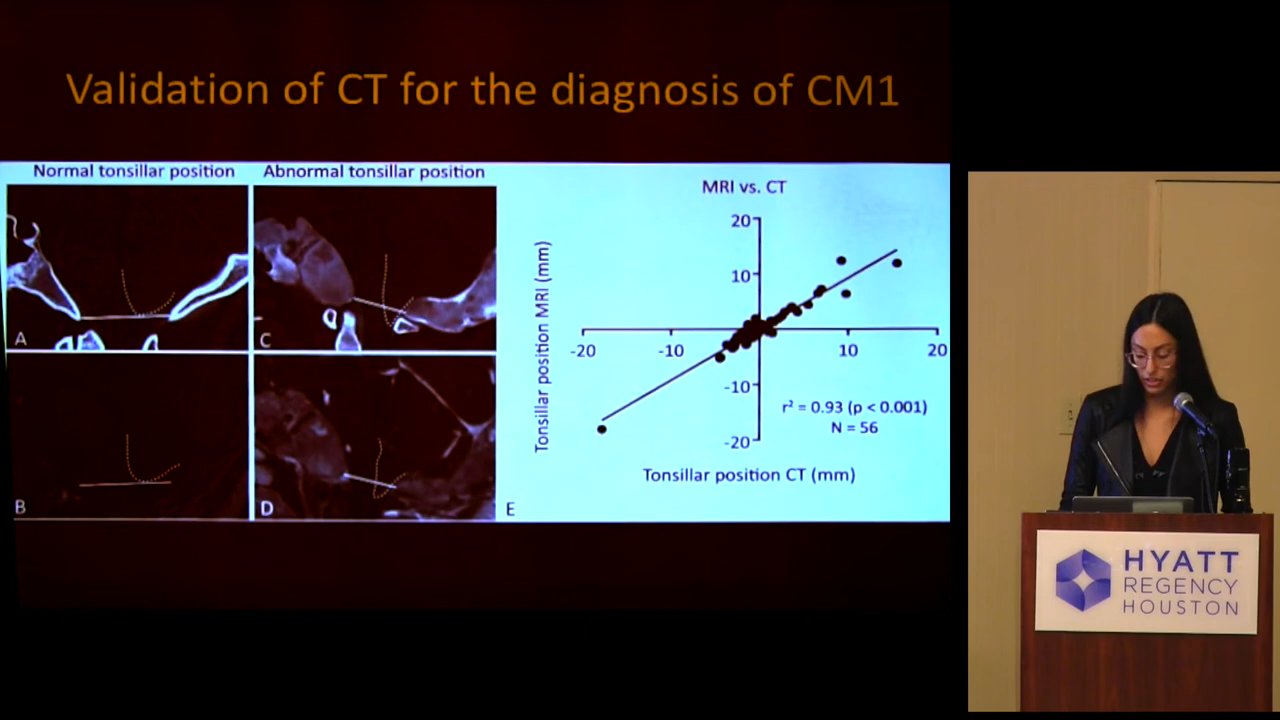 Validation of CT for the diagnosis of CM1
Normal tonsillar position
Abnormal tonsillar position
A
C
B
D
E
MRI vs. CT
Tonsillar position MRI (mm)
20
10
-20
-10
10
20
-10
-20
r² = 0.93 (p < 0.001)
N = 56
Tonsillar position CT (mm)
HYATT
REGENCY
HOUSTON